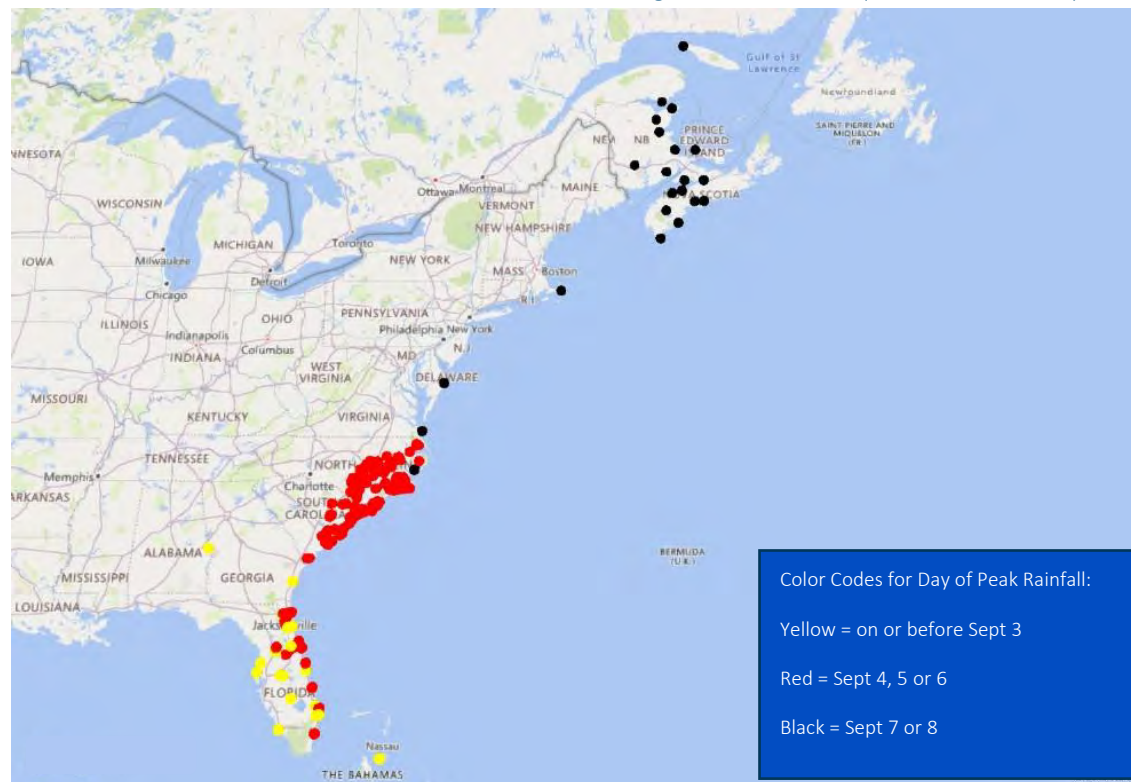 Gulf of St
Lawrence
Newfoundland
SAINT PIERRE AND
MIQUELON
(FR.)
PRINCE
EDWARD
ISLAND
NB
NOVA SCOTIA
MAINE
Ottawa
Montreal
VERMONT
NEW HAMPSHIRE
MINNESOTA
WISCONSIN
MICHIGAN
Toronto
NEW YORK
MASS
Boston
R.I.
IOWA
Milwaukee
Detroit
Chicago
PENNSYLVANIA
OHIO
ILLINOIS
Indianapolis
Columbus
INDIANA
Philadelphia
New York
MD
N.J.
WEST
VIRGINIA
DELAWARE
MISSOURI
KENTUCKY
VIRGINIA
TENNESSEE
NORTH
Memphis
Charlotte
ARKANSAS
SOUTH
CAROLINA
ALABAMA
MISSISSIPPI
GEORGIA
LOUISIANA
Jacksonville
FLORIDA
Nassau
THE BAHAMAS
BERMUDA
(U.K.)
Color Codes for Day of Peak Rainfall:
Yellow = on or before Sept 3
Red = Sept 4, 5 or 6
Black = Sept 7 or 8